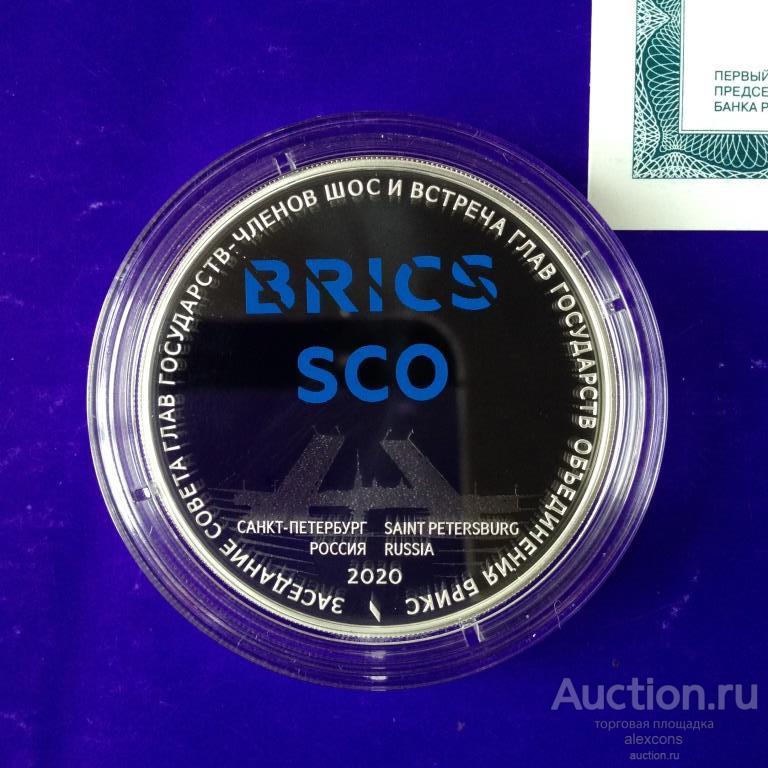 ПЕРВЫЙ
ПРЕДСЕ
БАНКА Р
ЗАСЕДАНИЕ СОВЕТА ГЛАВ ГОСУДАРСТВ-ЧЛЕНОВ ШОС И ВСТРЕЧА ГЛАВ ГОСУДАРСТВ ОБЪЕДИНЕНИЯ БРИКС
BRICS
SCO
САНКТ-ПЕТЕРБУРГ SAINT PETERSBURG
РОССИЯ RUSSIA
2020
Auction.ru
торговая площадка
alexcons
auction.ru